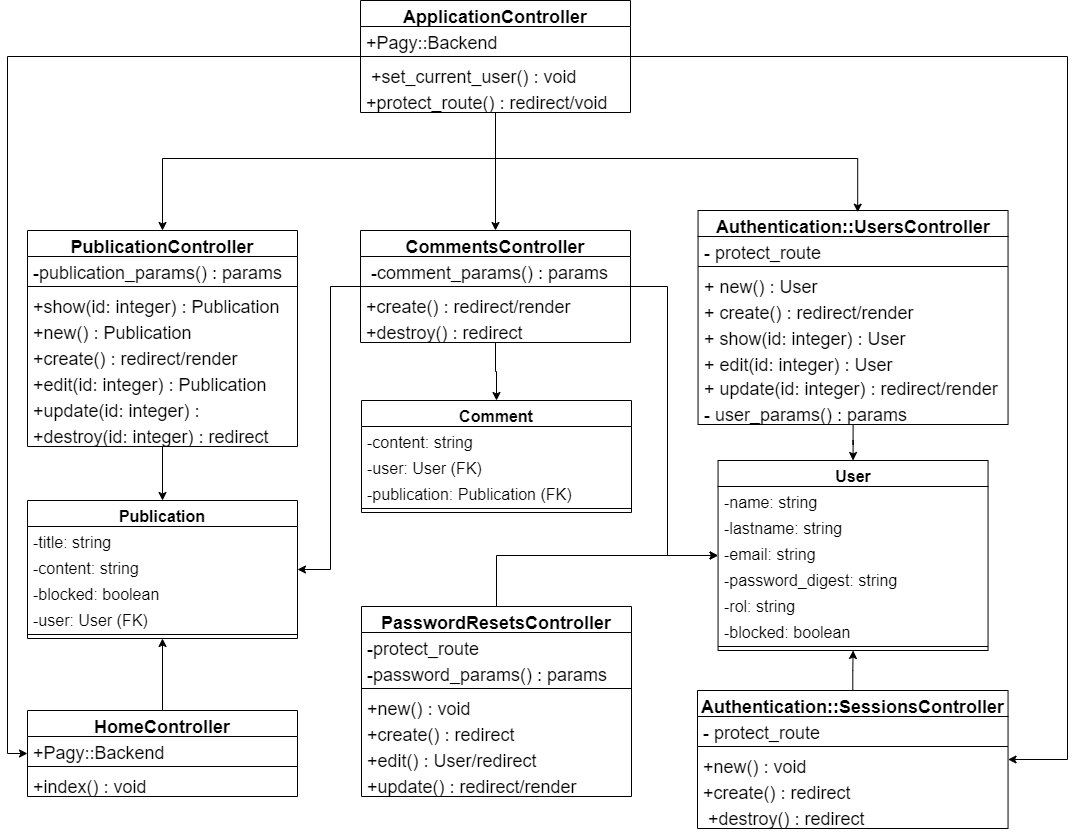 ApplicationController
+Pagy::Backend
+set_current_user() : void
+protect_route() : redirect/void
PublicationController
-publication_params() : params
+show(id: integer) : Publication
+new() : Publication
+create() : redirect/render
+edit(id: integer) : Publication
+update(id: integer) :
+destroy(id: integer) : redirect
CommentsController
-comment_params() : params
+create() : redirect/render
+destroy() : redirect
Authentication::UsersController
- protect_route
+ new() : User
+ create() : redirect/render
+ show(id: integer) : User
+ edit(id: integer) : User
+ update(id: integer) : redirect/render
- user_params() : params
Comment
-content: string
-user: User (FK)
-publication: Publication (FK)
Publication
-title: string
-content: string
-blocked: boolean
-user: User (FK)
User
-name: string
-lastname: string
-email: string
-password_digest: string
-rol: string
-blocked: boolean
PasswordResetsController
-protect_route
-password_params() : params
+new() : void
+create() : redirect
+edit() : User/redirect
+update() : redirect/render
HomeController
+Pagy::Backend
+index() : void
Authentication::SessionsController
- protect_route
+new() : void
+create() : redirect
+destroy() : redirect